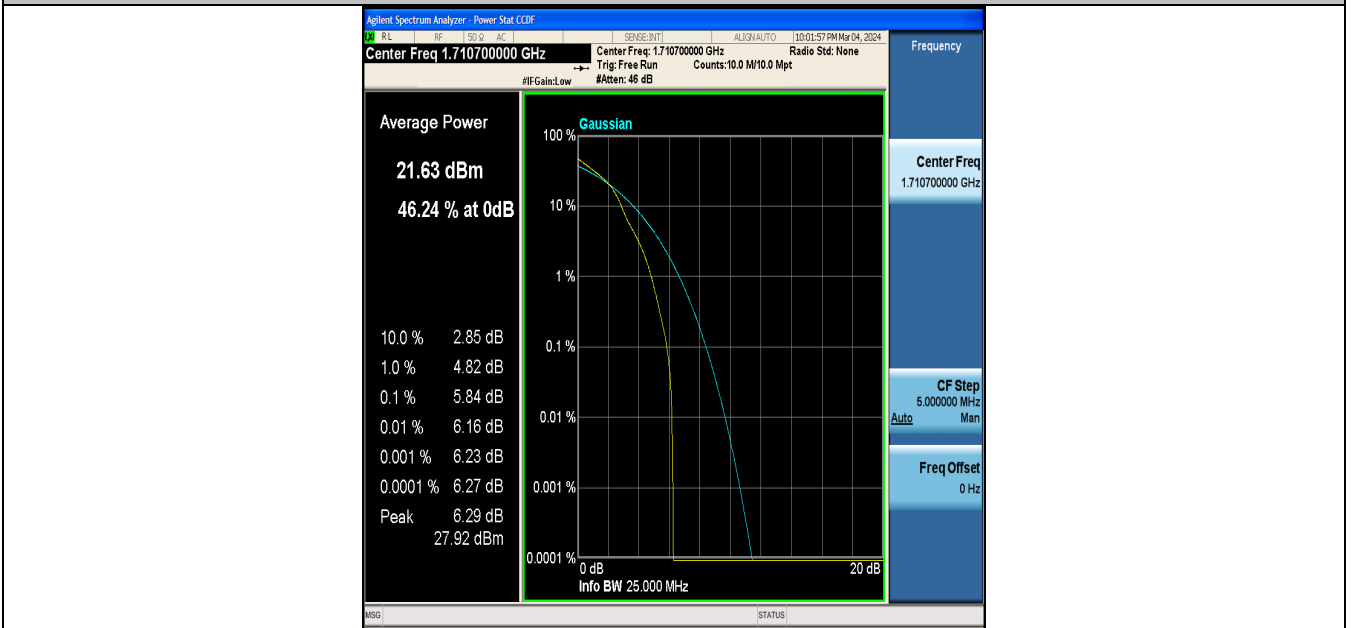 Agilent Spectrum Analyzer - Power Stat CCDF
LXI RL RF 50 Ω AC SENSE:INT ALIGN AUTO 10:01:57 PM Mar 04, 2024
Center Freq 1.710700000 GHz
Center Freq: 1.710700000 GHz Radio Std: None
Trig: Free Run Counts:10.0 M/10.0 Mpt
#IFGain:Low #Atten: 46 dB
Average Power
21.63 dBm
46.24 % at 0dB
10.0 % 2.85 dB
1.0 % 4.82 dB
0.1 % 5.84 dB
0.01 % 6.16 dB
0.001 % 6.23 dB
0.0001 % 6.27 dB
Peak 6.29 dB
27.92 dBm
Gaussian
100 %
10 %
1 %
0.1 %
0.01 %
0.001 %
0.0001 %
0 dB 20 dB
Info BW 25.000 MHz
Frequency
Center Freq
1.710700000 GHz
CF Step
5.000000 MHz
Auto Man
Freq Offset
0 Hz
MSG STATUS